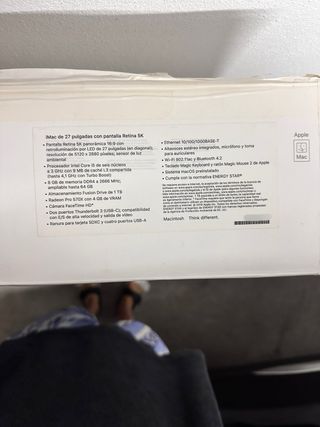 iMac de 27 pulgadas con pantalla Retina 5K
• Pantalla Retina 5K panorámica 16:9 con
retroiluminación por LED de 27 pulgadas (en diagonal);
resolución de 5120 x 2880 píxeles; sensor de luz
ambiental
• Procesador Intel Core i5 de seis núcleos
a 3 GHz con 9 MB de caché L3 compartida
(hasta 4,1 GHz con Turbo Boost)
• 8 GB de memoria DDR4 a 2666 MHz,
ampliable hasta 64 GB
• Almacenamiento Fusion Drive de 1 TB
• Radeon Pro 570X con 4 GB de VRAM
• Cámara FaceTime HD*
• Dos puertos Thunderbolt 3 (USB-C); compatibilidad
con E/S de alta velocidad y salida de vídeo
• Ranura para tarjeta SDXC y cuatro puertos USB-A
• Ethernet 10/100/1000BASE-T
• Altavoces estéreo integrados, micrófono y toma
para auriculares
• Wi-Fi 802.11ac y Bluetooth 4.2
• Teclado Magic Keyboard y ratón Magic Mouse 2 de Apple
• Sistema macOS preinstalado
• Cumple con la normativa ENERGY STAR®
Macintosh Think different.
Apple
Mac